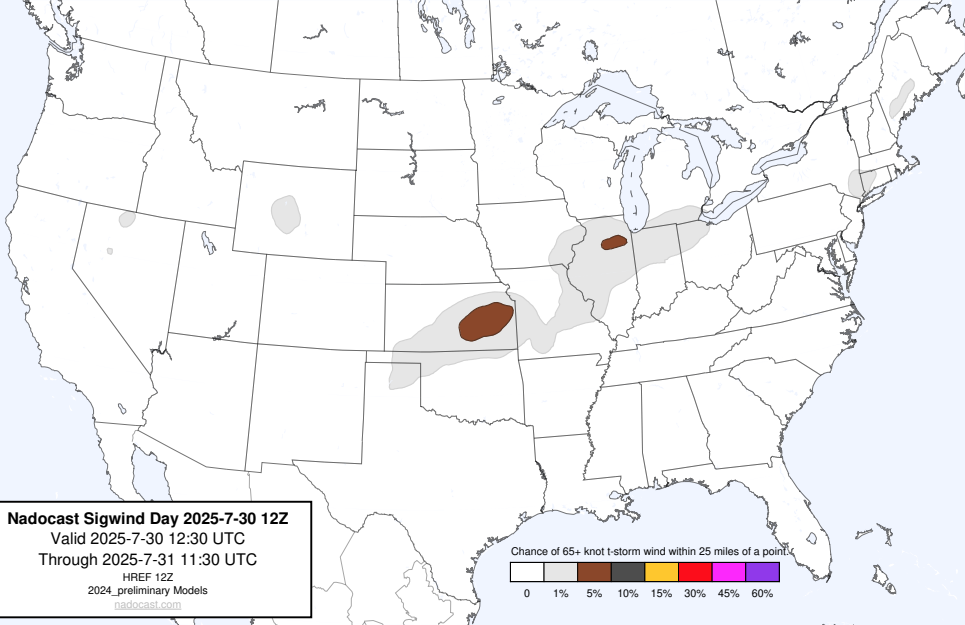 Nadocast Sigwind Day 2025-7-30 12Z
Valid 2025-7-30 12:30 UTC
Through 2025-7-31 11:30 UTC
HREF 12Z
2024_preliminary Models
nadocast.com
Chance of 65+ knot t-storm wind within 25 miles of a point.
0 1% 5% 10% 15% 30% 45% 60%